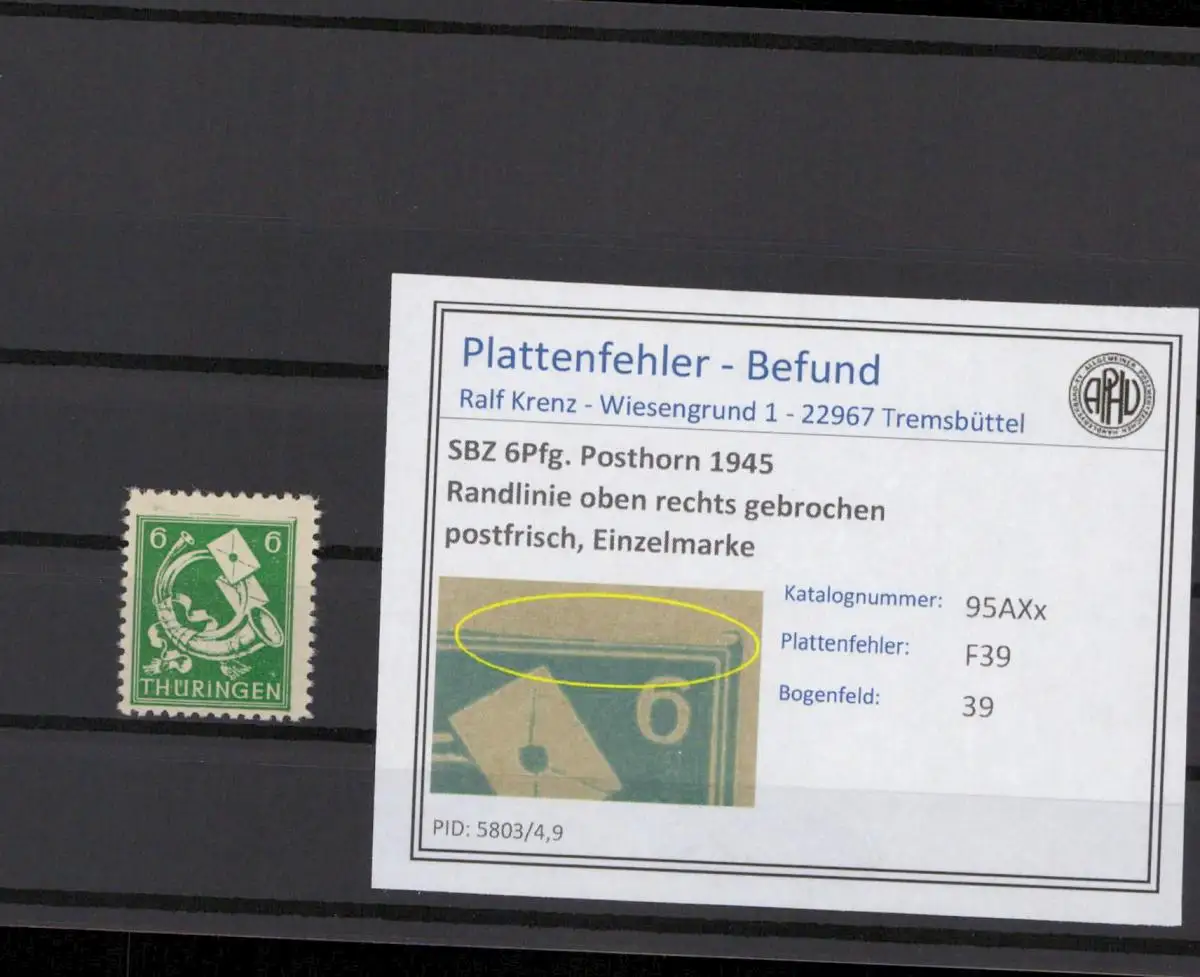 6 6
THÜRINGEN
Plattenfehler - Befund
Ralf Krenz - Wiesengrund 1 - 22967 Tremsbüttel
APHV
SBZ 6Pfg. Posthorn 1945
Randlinie oben rechts gebrochen
postfrisch, Einzelmarke
6
Katalognummer: 95AXx
Plattenfehler: F39
Bogenfeld: 39
PID: 5803/4,9